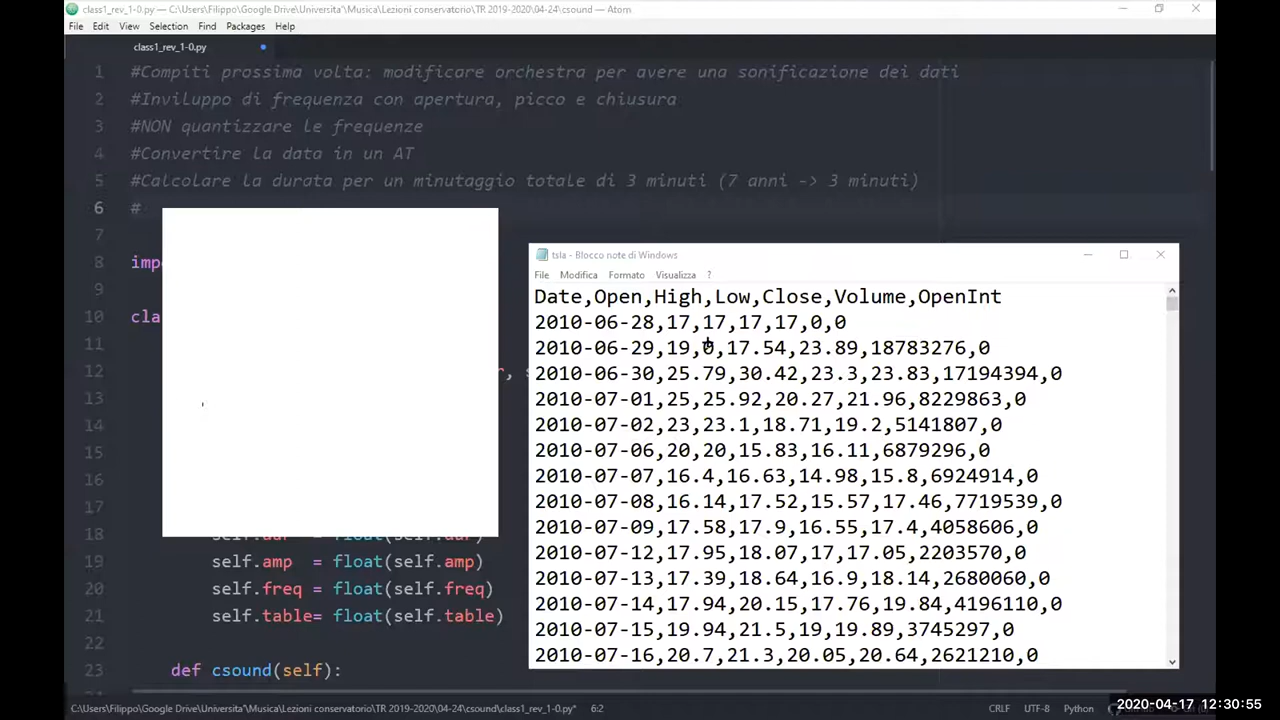 class1_rev_1-0.py — C:\Users\Filippo\Google Drive\Universita'\Musica\Lezioni conservatorio\TR 2019-2020\04-24\csound — Atom
File Edit View Selection Find Packages Help
class1_rev_1-0.py
1 #Compiti prossima volta: modificare orchestra per avere una sonificazione dei dati
2 #Inviluppo di frequenza con apertura, picco e chiusura
3 #NON quantizzare le frequenze
4 #Convertire la data in un AT
5 #Calcolare la durata per un minutaggio totale di 3 minuti (7 anni -> 3 minuti)
6 #
7
8 impo
9
10 cla
11
12 r, s
13
14
15
16
17
18
19 self.amp = float(self.amp)
20 self.freq = float(self.freq)
21 self.table= float(self.table)
22
23 def csound(self):
tsla - Blocco note di Windows
File Modifica Formato Visualizza ?
Date,Open,High,Low,Close,Volume,OpenInt
2010-06-28,17,17,17,17,0,0
2010-06-29,19,0,17.54,23.89,18783276,0
2010-06-30,25.79,30.42,23.3,23.83,17194394,0
2010-07-01,25,25.92,20.27,21.96,8229863,0
2010-07-02,23,23.1,18.71,19.2,5141807,0
2010-07-06,20,20,15.83,16.11,6879296,0
2010-07-07,16.4,16.63,14.98,15.8,6924914,0
2010-07-08,16.14,17.52,15.57,17.46,7719539,0
2010-07-09,17.58,17.9,16.55,17.4,4058606,0
2010-07-12,17.95,18.07,17,17.05,2203570,0
2010-07-13,17.39,18.64,16.9,18.14,2680060,0
2010-07-14,17.94,20.15,17.76,19.84,4196110,0
2010-07-15,19.94,21.5,19,19.89,3745297,0
2010-07-16,20.7,21.3,20.05,20.64,2621210,0
C:\Users\Filippo\Google Drive\Universita'\Musica\Lezioni conservatorio\TR 2019-2020\04-24\csound\class1_rev_1-0.py* 6:2 CRLF UTF-8 Python
2020-04-17 12:30:55